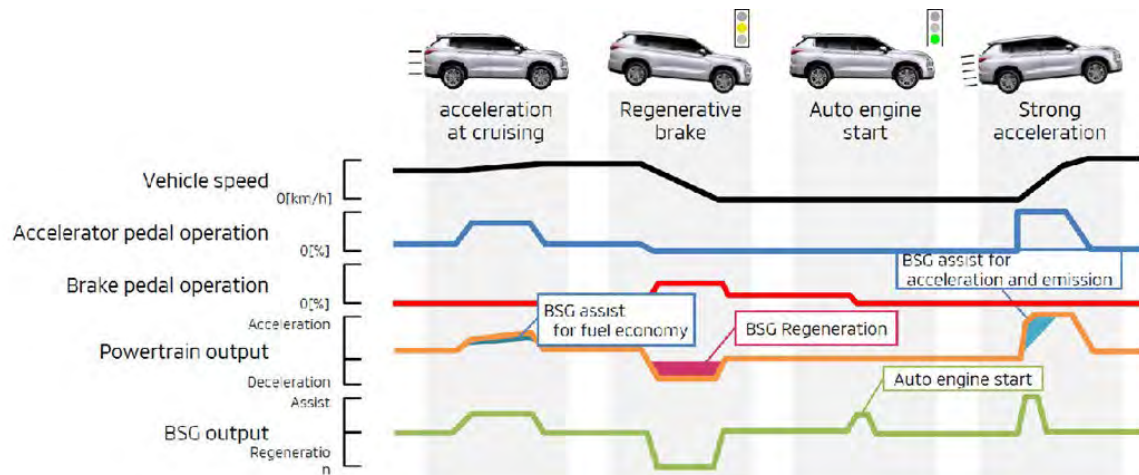 acceleration
at cruising
Regenerative
brake
Auto engine
start
Strong
acceleration
Vehicle speed
0[km/h]
Accelerator pedal operation
0[%]
BSG assist for
acceleration and emission
Brake pedal operation
0[%]
BSG assist
for fuel economy
BSG Regeneration
Acceleration
Powertrain output
Deceleration
Auto engine start
Assist
BSG output
Regeneratio
n